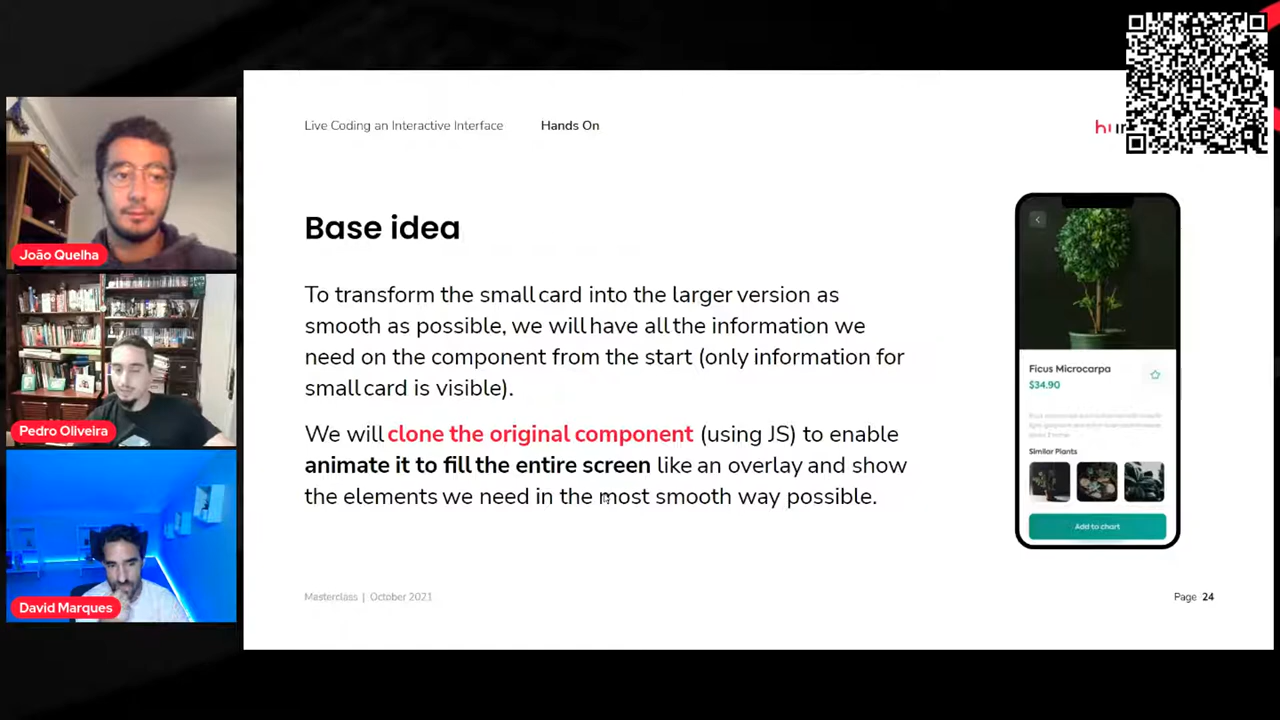 Live Coding an Interactive Interface
Hands On
João Quelha
Pedro Oliveira
David Marques
Base idea
To transform the small card into the larger version as
smooth as possible, we will have all the information we
need on the component from the start (only information for
small card is visible).
We will clone the original component (using JS) to enable
animate it to fill the entire screen like an overlay and show
the elements we need in the most smooth way possible.
Ficus Microcarpa
$34.90
Similar Plants
Add to chart
Masterclass | October 2021
Page 24